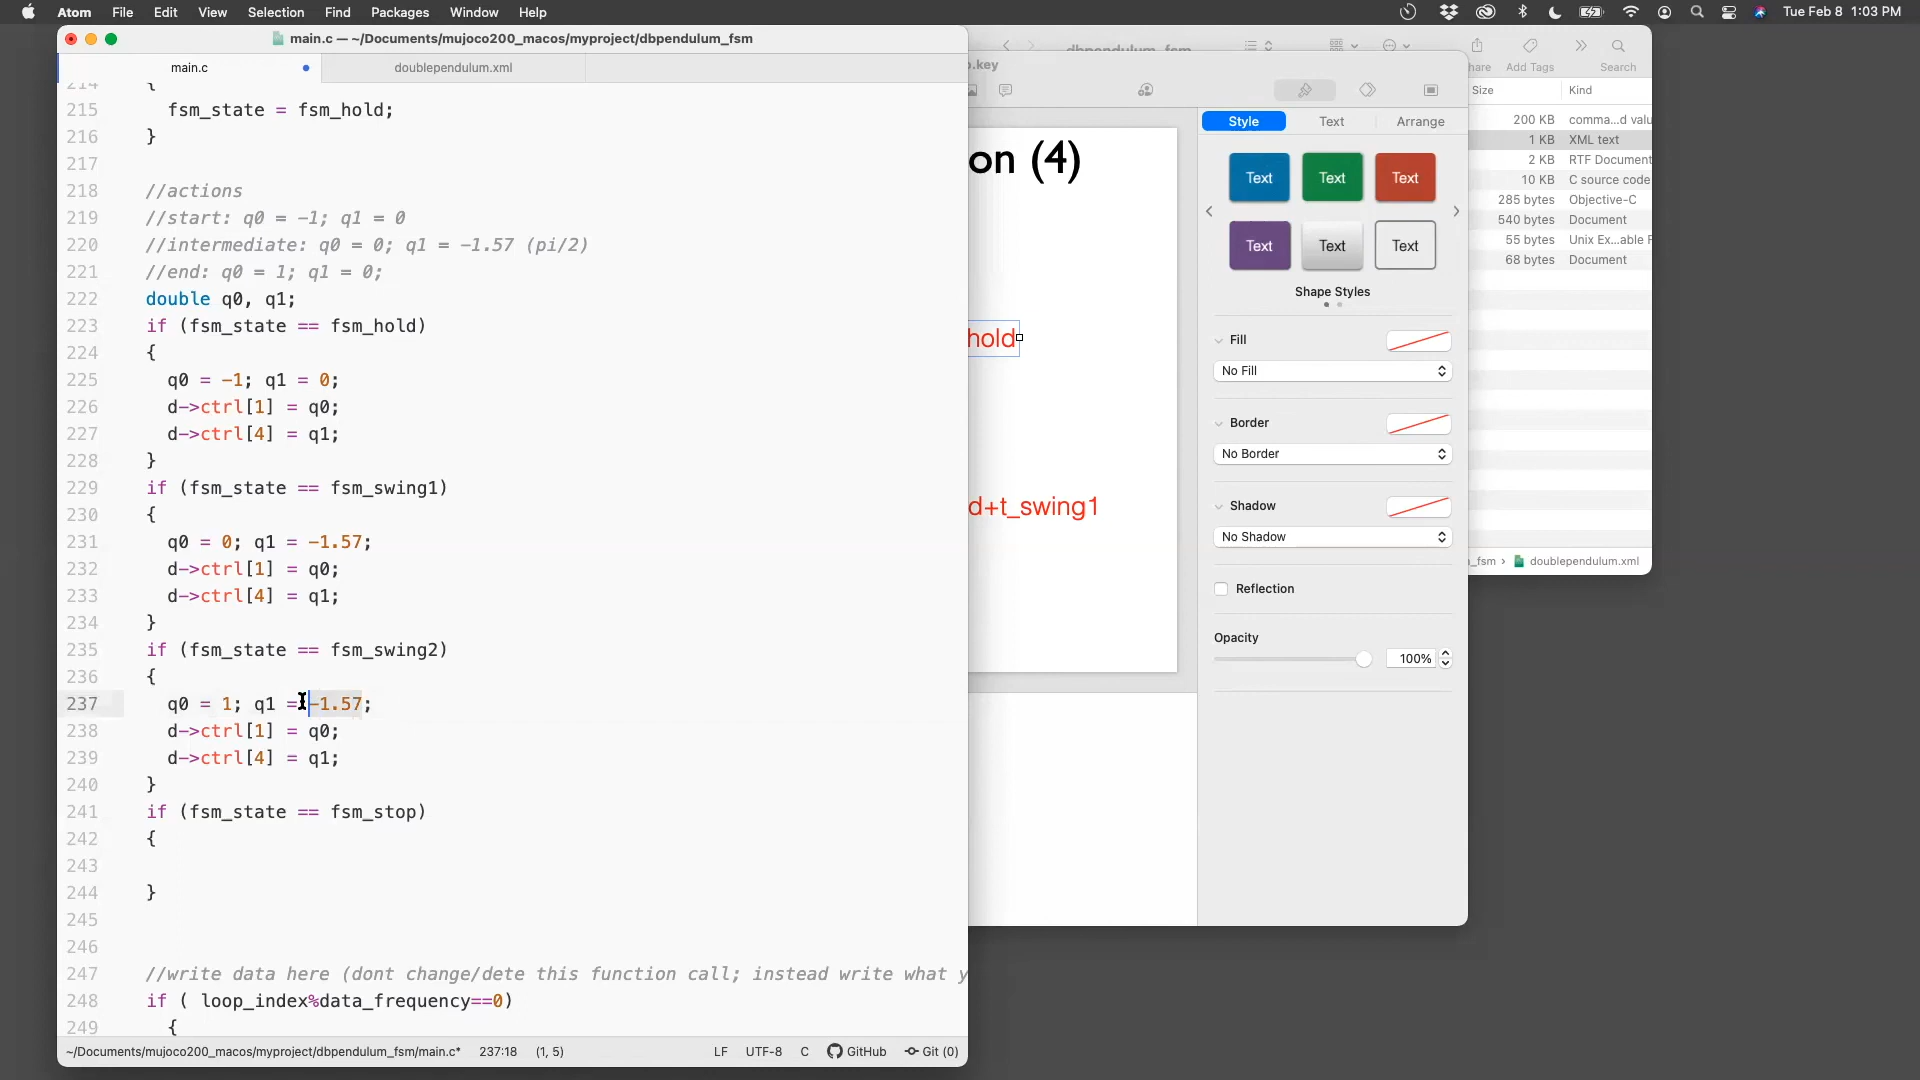 Atom File Edit View Selection Find Packages Window Help
Tue Feb 8 1:03 PM
main.c — ~/Documents/mujoco200_macos/myproject/dbpendulum_fsm
main.c
doublependulum.xml
214 {
215 fsm_state = fsm_hold;
216 }
217
218 //actions
219 //start: q0 = -1; q1 = 0
220 //intermediate: q0 = 0; q1 = -1.57 (pi/2)
221 //end: q0 = 1; q1 = 0;
222 double q0, q1;
223 if (fsm_state == fsm_hold)
224 {
225 q0 = -1; q1 = 0;
226 d->ctrl[1] = q0;
227 d->ctrl[4] = q1;
228 }
229 if (fsm_state == fsm_swing1)
230 {
231 q0 = 0; q1 = -1.57;
232 d->ctrl[1] = q0;
233 d->ctrl[4] = q1;
234 }
235 if (fsm_state == fsm_swing2)
236 {
237 q0 = 1; q1 = -1.57;
238 d->ctrl[1] = q0;
239 d->ctrl[4] = q1;
240 }
241 if (fsm_state == fsm_stop)
242 {
243
244 }
245
246
247 //write data here (dont change/dete this function call; instead write what y
248 if ( loop_index%data_frequency==0)
249 {
~/Documents/mujoco200_macos/myproject/dbpendulum_fsm/main.c* 237:18 (1, 5)
LF UTF-8 C GitHub Git (0)
dbpendulum_fsm
o.key
on (4)
hold
d+t_swing1
Style Text Arrange
Text Text Text
Text Text Text
Shape Styles
Fill
No Fill
Border
No Border
Shadow
No Shadow
Reflection
Opacity
100%
hare Add Tags Search
Size Kind
200 KB comma...d valu
1 KB XML text
2 KB RTF Document
10 KB C source code
285 bytes Objective-C
540 bytes Document
55 bytes Unix Ex...able F
68 bytes Document
_fsm › doublependulum.xml